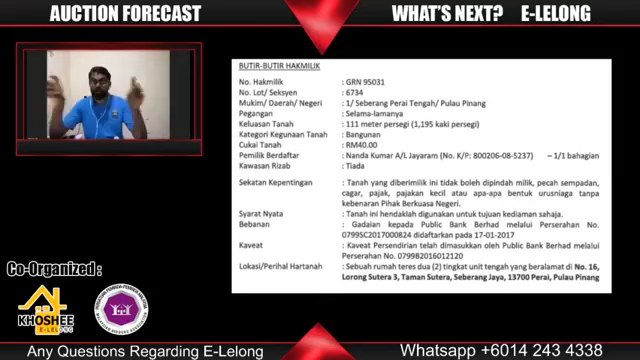 AUCTION FORECAST
WHAT'S NEXT? E-LELONG
BUTIR-BUTIR HAKMILIK
No. Hakmilik : GRN 95031
No. Lot/ Seksyen : 6734
Mukim/ Daerah/ Negeri : 1/ Seberang Perai Tengah/ Pulau Pinang
Pegangan : Selama-lamanya
Keluasan Tanah : 111 meter persegi (1,195 kaki persegi)
Kategori Kegunaan Tanah : Bangunan
Cukai Tanah : RM40.00
Pemilik Berdaftar : Nanda Kumar A/L Jayaram (No. K/P: 800206-08-5237) – 1/1 bahagian
Kawasan Rizab : Tiada
Sekatan Kepentingan : Tanah yang diberimilik ini tidak boleh dipindah milik, pecah sempadan,
cagar, pajak, pajakan kecil atau apa-apa bentuk urusniaga tanpa
kebenaran Pihak Berkuasa Negeri.
Syarat Nyata : Tanah ini hendaklah digunakan untuk tujuan kediaman sahaja.
Bebanan : Gadaian kepada Public Bank Berhad melalui Perserahan No.
0799SC2017000824 didaftarkan pada 17-01-2017
Kaveat : Kaveat Persendirian telah dimasukkan oleh Public Bank Berhad melalui
Perserahan No. 0799B2016012120
Lokasi/Perihal Hartanah : Sebuah rumah teres dua (2) tingkat unit tengah yang beralamat di No. 16,
Lorong Sutera 3, Taman Sutera, Seberang Jaya, 13700 Perai, Pulau Pinang
Co-Organized :
KHOSHEE
E-LELONG
Any Questions Regarding E-Lelong
Whatsapp +6014 243 4338